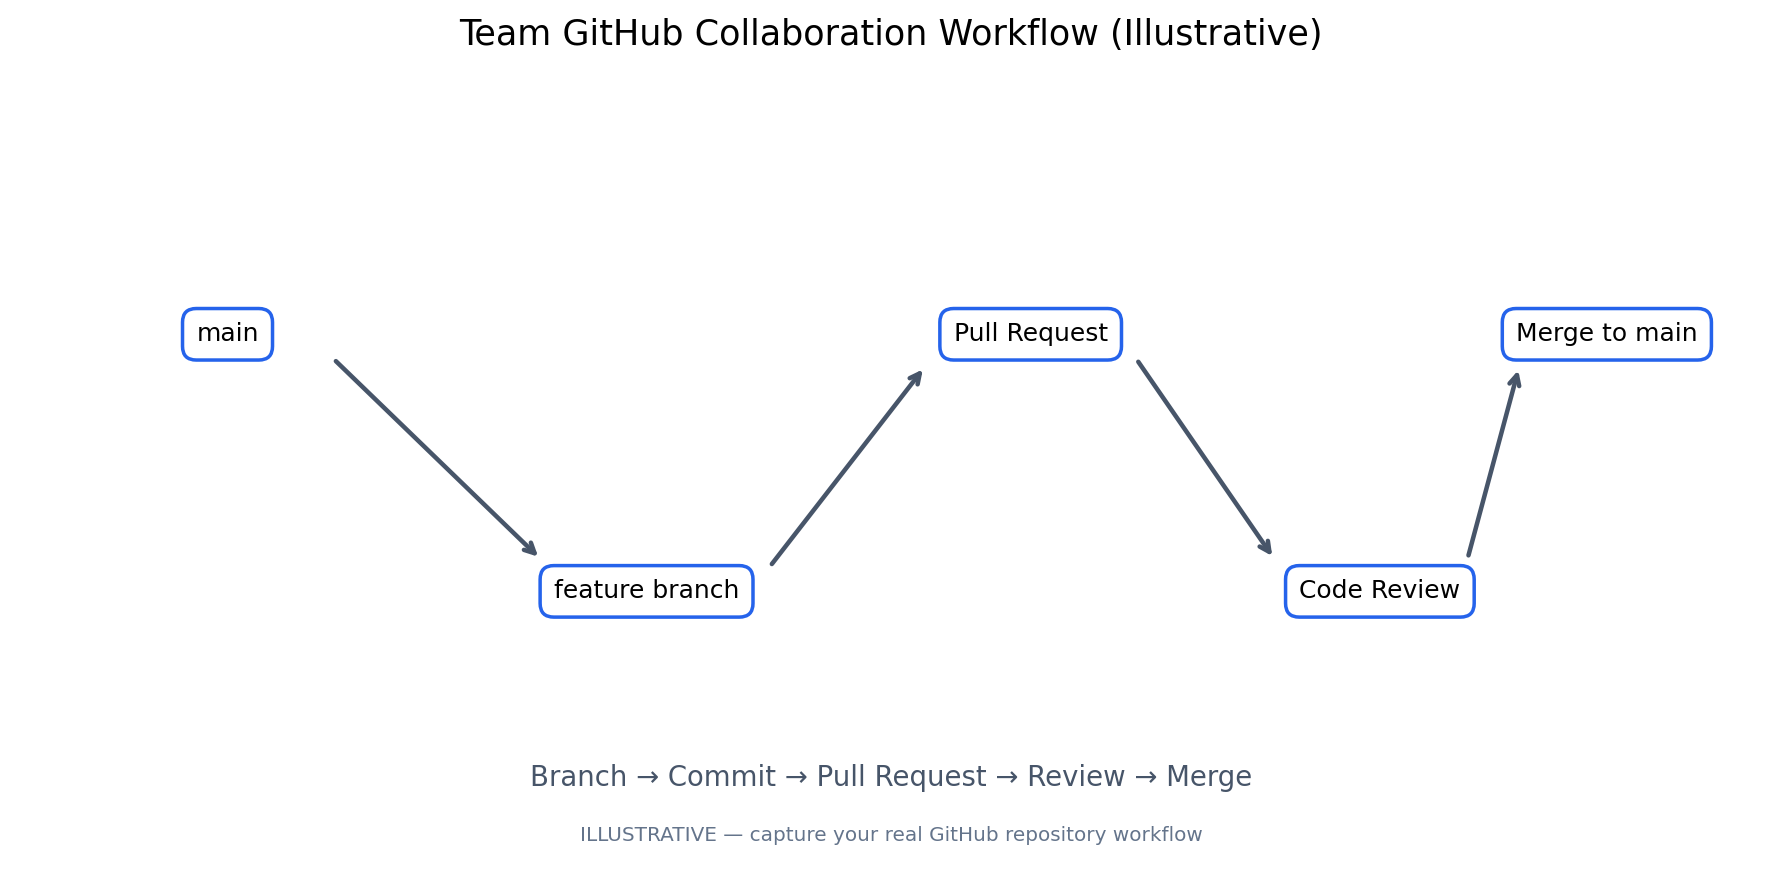 Team GitHub Collaboration Workflow (Illustrative)
main
Pull Request
Merge to main
feature branch
Code Review
Branch → Commit → Pull Request → Review → Merge
ILLUSTRATIVE — capture your real GitHub repository workflow